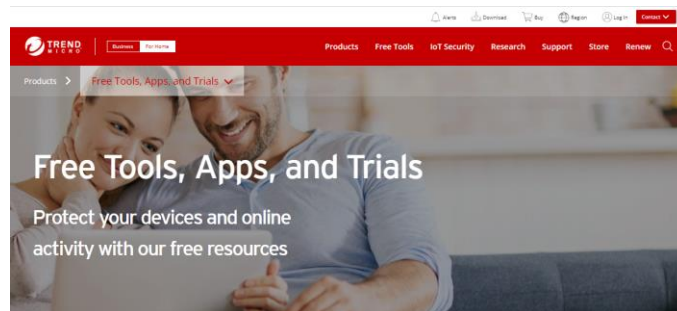 Alerts Download Buy Region Log In Contact
TREND MICRO Business For Home Products Free Tools IoT Security Research Support Store Renew
Products Free Tools, Apps, and Trials
Free Tools, Apps, and Trials
Protect your devices and online
activity with our free resources